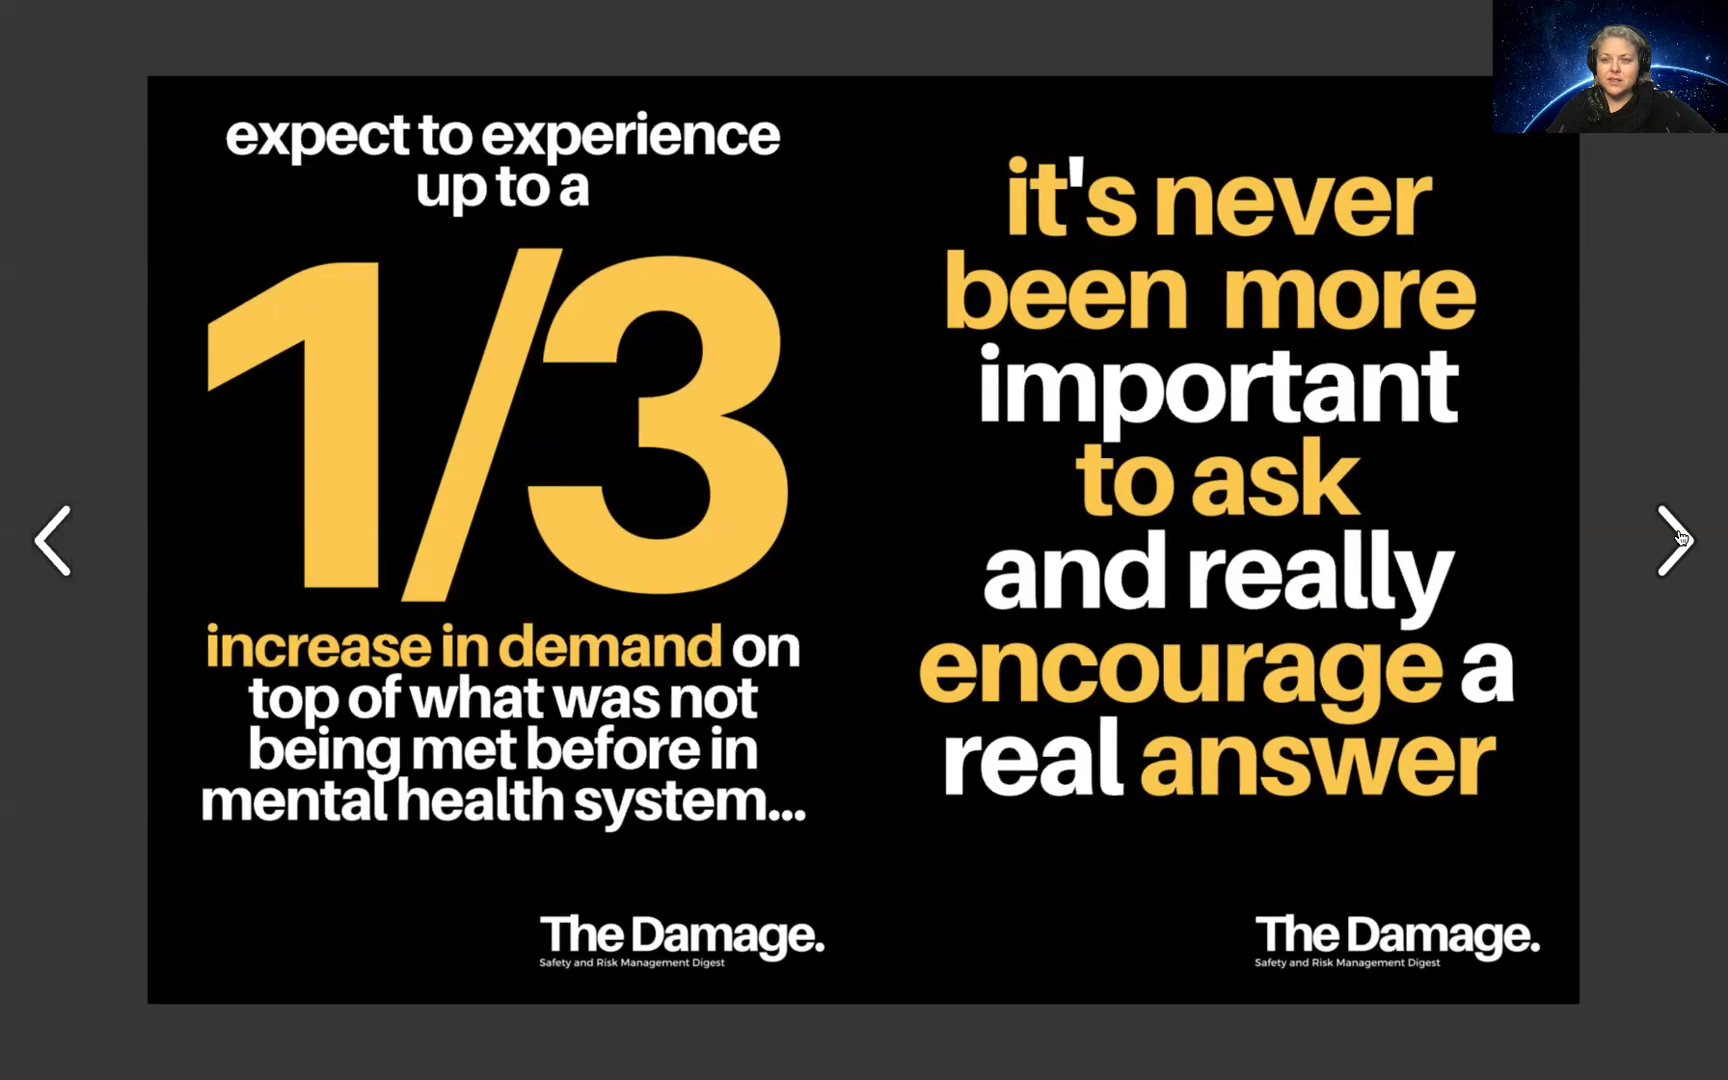 expect to experience
up to a
1/3
increase in demand on
top of what was not
being met before in
mental health system...
The Damage.
Safety and Risk Management Digest
it's never
been more
important
to ask
and really
encourage a
real answer
The Damage.
Safety and Risk Management Digest